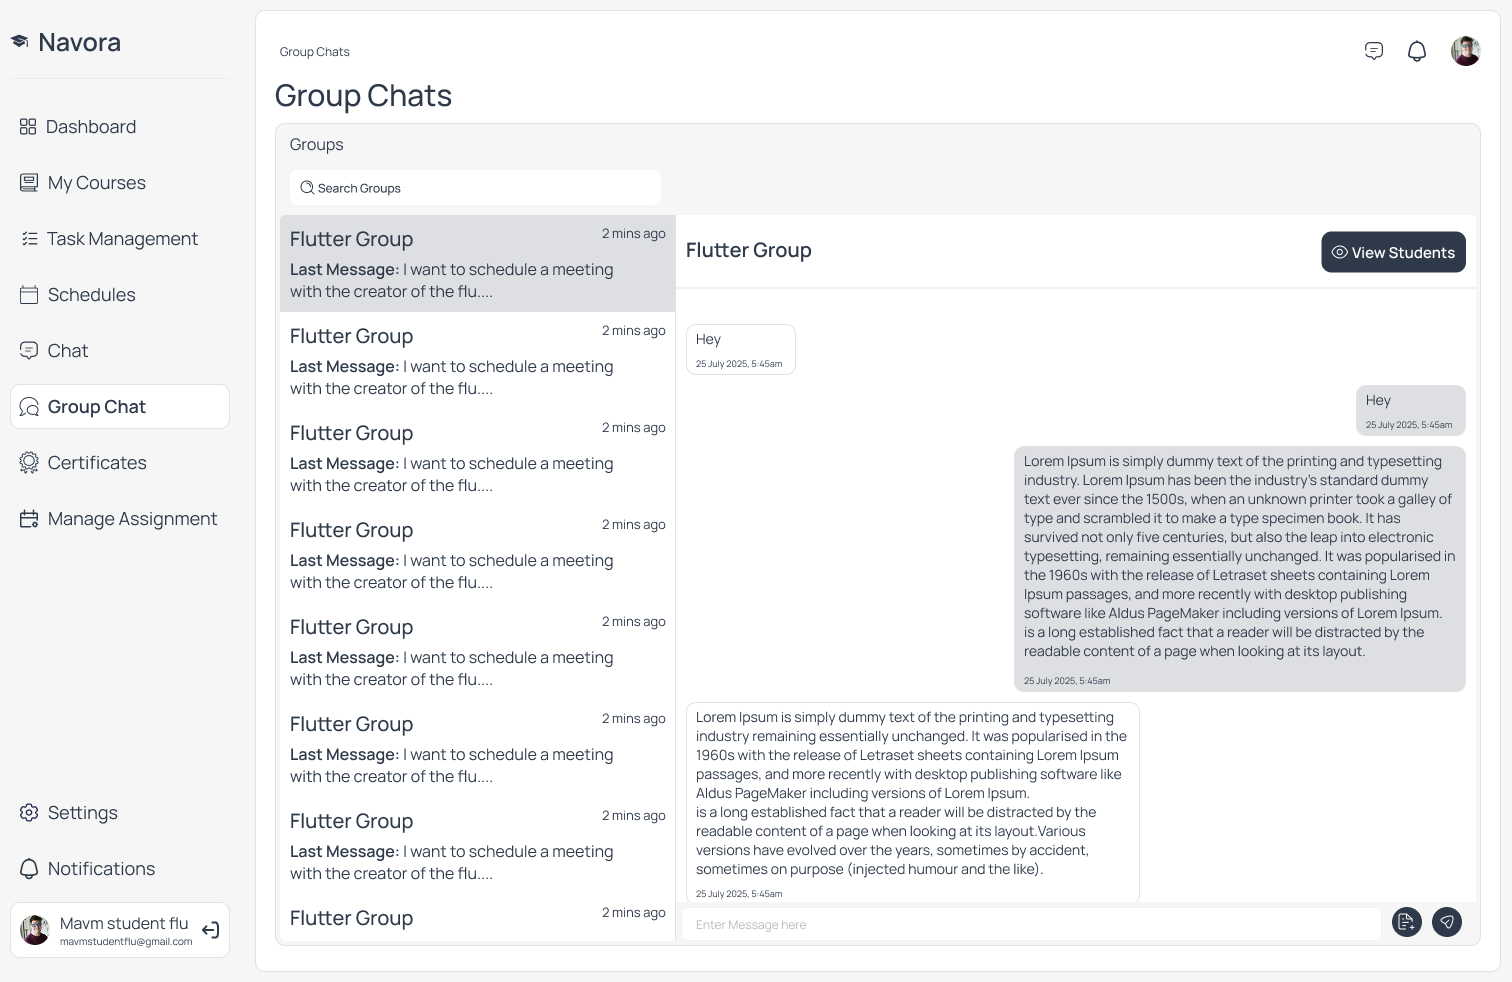 Navora
Dashboard
My Courses
Task Management
Schedules
Chat
Group Chat
Certificates
Manage Assignment
Settings
Notifications
Mavm student flu
mavmstudentflu@gmail.com
Group Chats
Group Chats
Groups
Search Groups
Flutter Group 2 mins ago
Last Message: I want to schedule a meeting
with the creator of the flu....
Flutter Group 2 mins ago
Last Message: I want to schedule a meeting
with the creator of the flu....
Flutter Group 2 mins ago
Last Message: I want to schedule a meeting
with the creator of the flu....
Flutter Group 2 mins ago
Last Message: I want to schedule a meeting
with the creator of the flu....
Flutter Group 2 mins ago
Last Message: I want to schedule a meeting
with the creator of the flu....
Flutter Group 2 mins ago
Last Message: I want to schedule a meeting
with the creator of the flu....
Flutter Group 2 mins ago
Last Message: I want to schedule a meeting
with the creator of the flu....
Flutter Group 2 mins ago
Flutter Group
View Students
Hey
25 July 2025, 5:45am
Hey
25 July 2025, 5:45am
Lorem Ipsum is simply dummy text of the printing and typesetting
industry. Lorem Ipsum has been the industry's standard dummy
text ever since the 1500s, when an unknown printer took a galley of
type and scrambled it to make a type specimen book. It has
survived not only five centuries, but also the leap into electronic
typesetting, remaining essentially unchanged. It was popularised in
the 1960s with the release of Letraset sheets containing Lorem
Ipsum passages, and more recently with desktop publishing
software like Aldus PageMaker including versions of Lorem Ipsum.
is a long established fact that a reader will be distracted by the
readable content of a page when looking at its layout.
25 July 2025, 5:45am
Lorem Ipsum is simply dummy text of the printing and typesetting
industry remaining essentially unchanged. It was popularised in the
1960s with the release of Letraset sheets containing Lorem Ipsum
passages, and more recently with desktop publishing software like
Aldus PageMaker including versions of Lorem Ipsum.
is a long established fact that a reader will be distracted by the
readable content of a page when looking at its layout.Various
versions have evolved over the years, sometimes by accident,
sometimes on purpose (injected humour and the like).
25 July 2025, 5:45am
Enter Message here